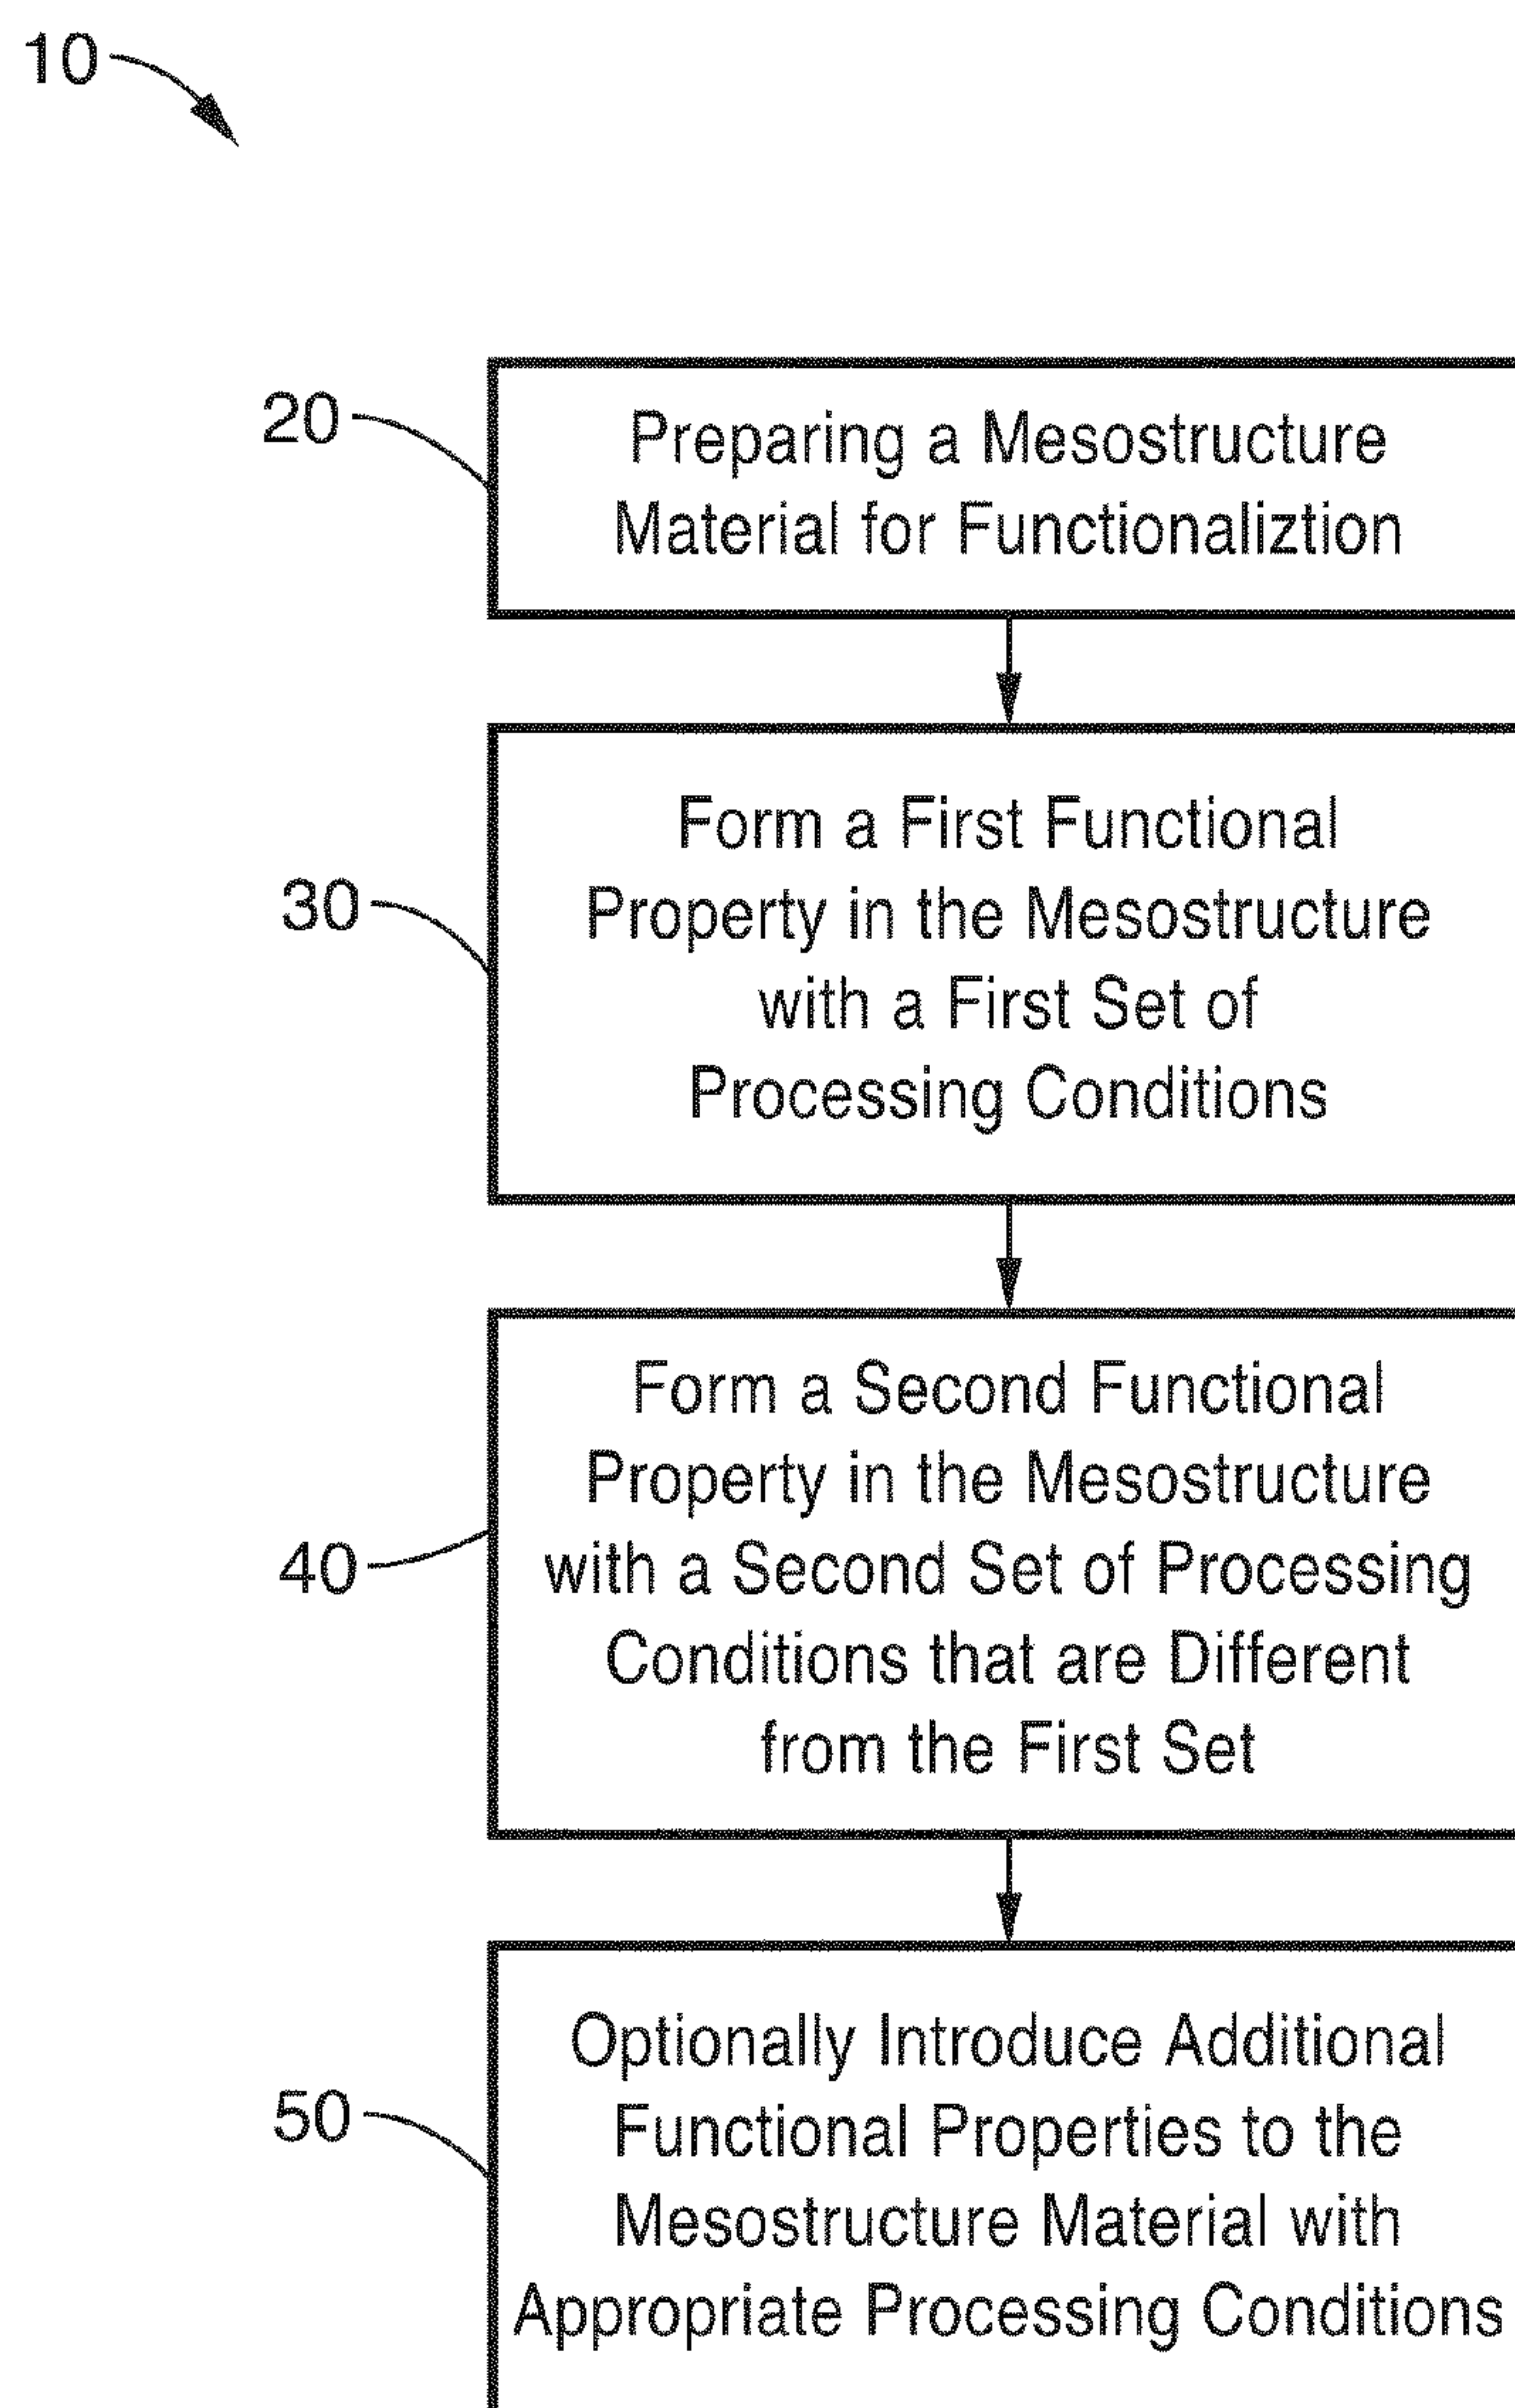 10
20
Preparing a Mesostructure
Material for Functionaliztion
30
Form a First Functional
Property in the Mesostructure
with a First Set of
Processing Conditions
40
Form a Second Functional
Property in the Mesostructure
with a Second Set of Processing
Conditions that are Different
from the First Set
50
Optionally Introduce Additional
Functional Properties to the
Mesostructure Material with
Appropriate Processing Conditions